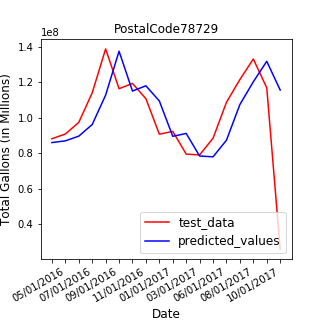 PostalCode78729
1e8
1.4
1.2
1.0
0.8
0.6
0.4
Total Gallons (in Millions)
test_data
predicted_values
05/01/2016
07/01/2016
09/01/2016
11/01/2016
01/01/2017
03/01/2017
06/01/2017
08/01/2017
10/01/2017
Date